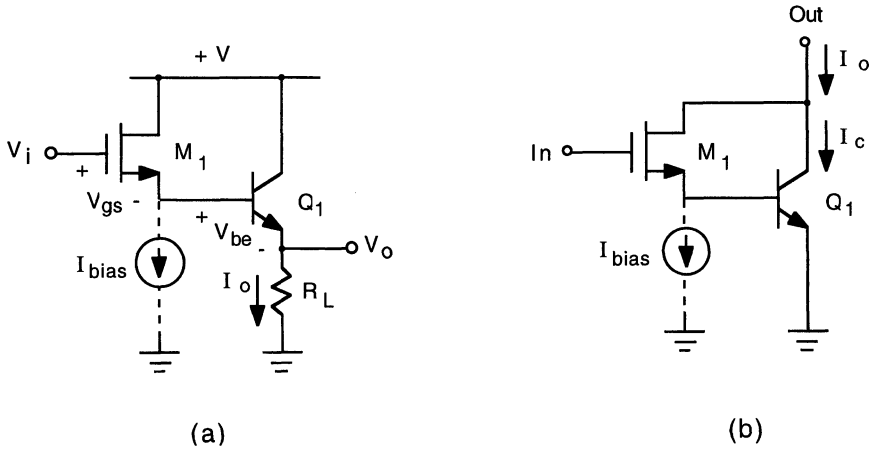 + V
V i
+
M 1
V gs -
+
V be
-
Q 1
I bias
I o
R L
V o
(a)
Out
I o
I c
In
M 1
Q 1
I bias
(b)